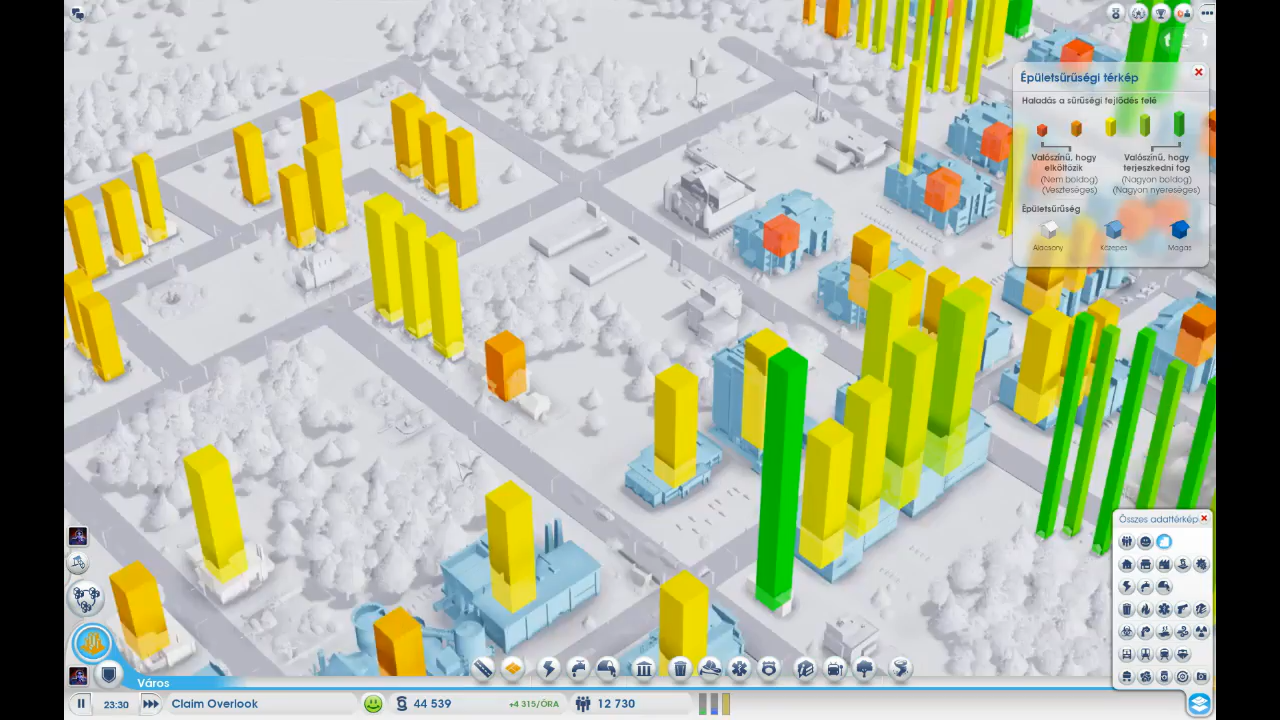 Épületsűrűségi térkép
Haladás a sűrűségi fejlődés felé
Valószínű, hogy elköltözik
(Nem boldog)
(Veszteséges)
Valószínű, hogy terjeszkedni fog
(Nagyon boldog)
(Nagyon nyereséges)
Épületsűrűség
Alacsony
Közepes
Magas
Összes adattérkép
Város
23:30
Claim Overlook
44 539
+4 315/ÓRA
12 730